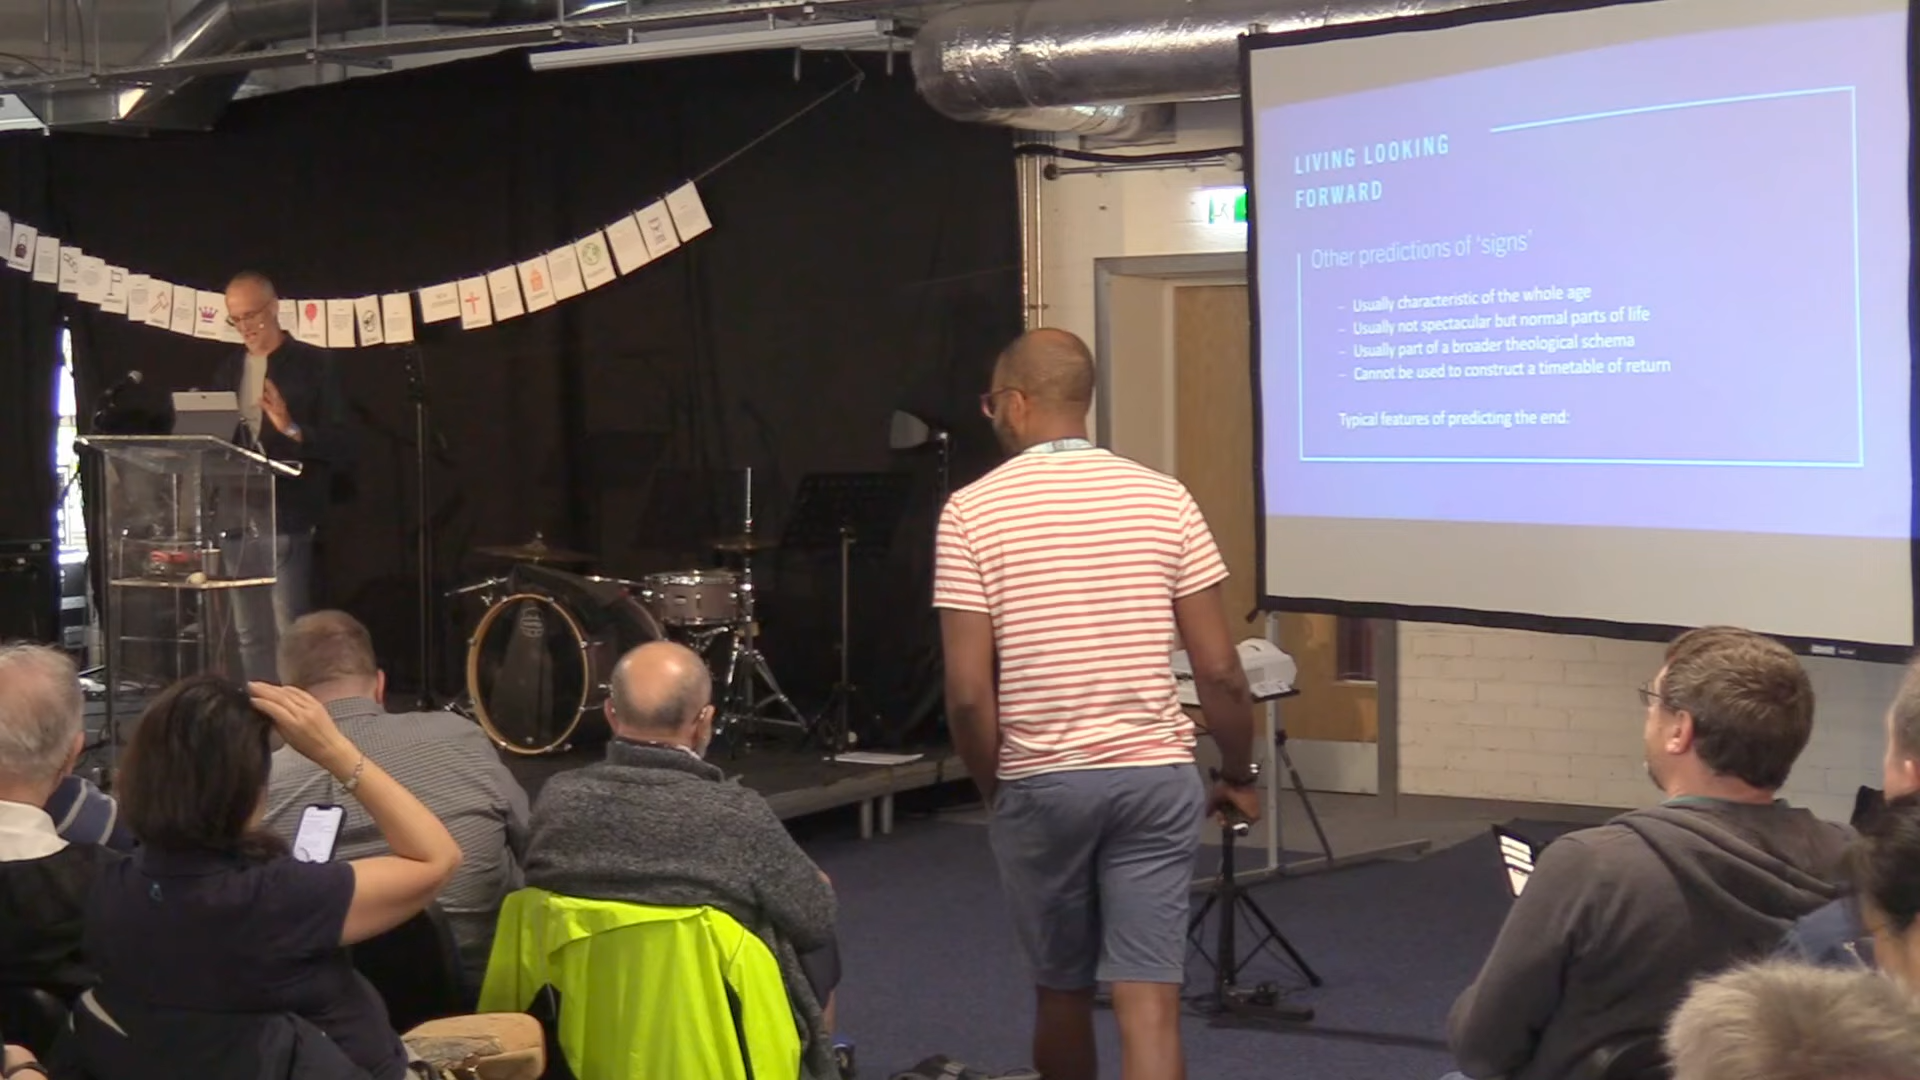 LIVING LOOKING
FORWARD
Other predictions of ‘signs’
– Usually characteristic of the whole age
– Usually not spectacular but normal parts of life
– Usually part of a broader theological schema
– Cannot be used to construct a timetable of return
Typical features of predicting the end: